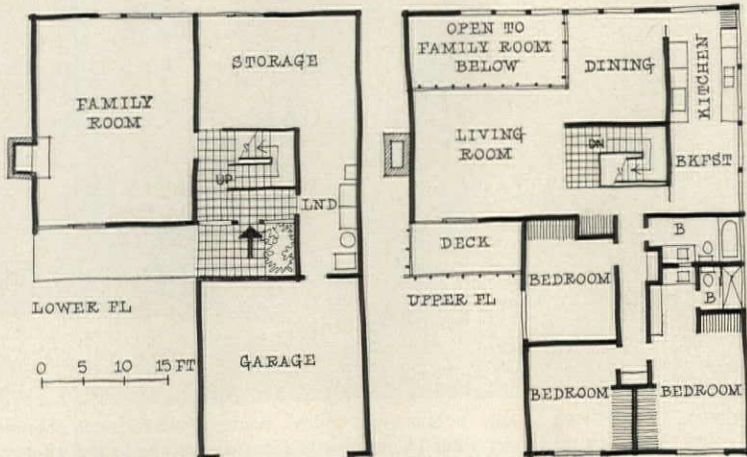 STORAGE
FAMILY
ROOM
UP
LND
LOWER FL
0 5 10 15 FT
GARAGE
OPEN TO
FAMILY ROOM
BELOW
DINING
KITCHEN
LIVING
ROOM
DN
BKFST
DECK
B
BEDROOM
B
UPPER FL
BEDROOM
BEDROOM